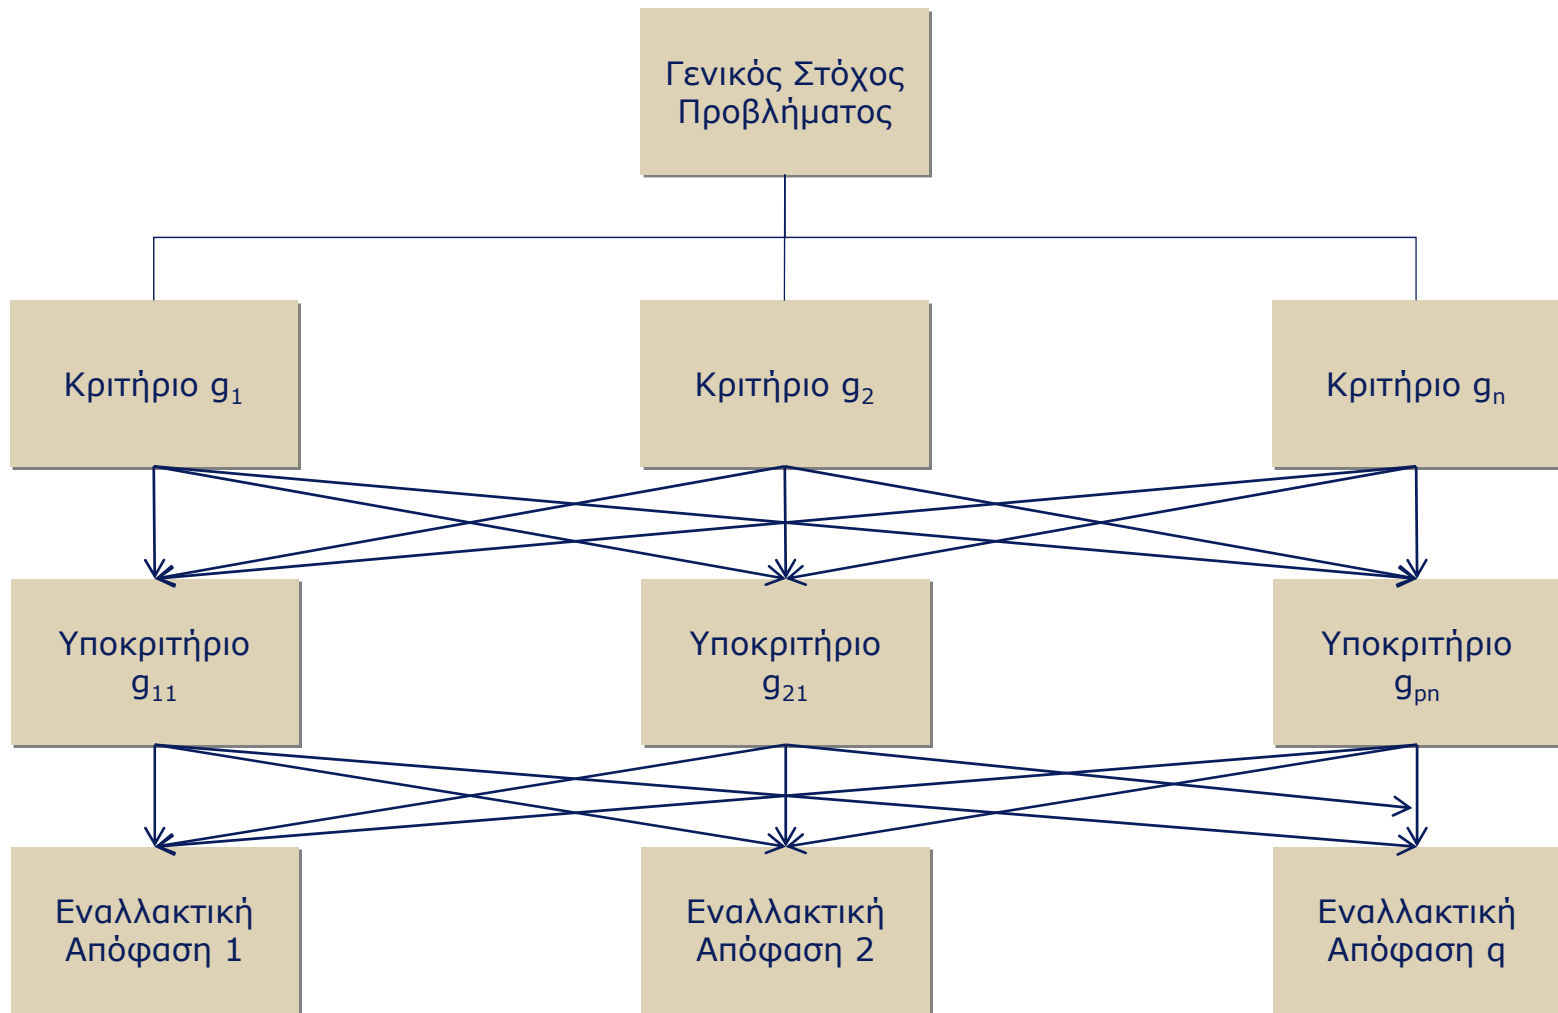 Γενικός Στόχος
Προβλήματος
Κριτήριο g₁
Κριτήριο g₂
Κριτήριο gₙ
Υποκριτήριο
g₁₁
Υποκριτήριο
g₂₁
Υποκριτήριο
gₚₙ
Εναλλακτική
Απόφαση 1
Εναλλακτική
Απόφαση 2
Εναλλακτική
Απόφαση q